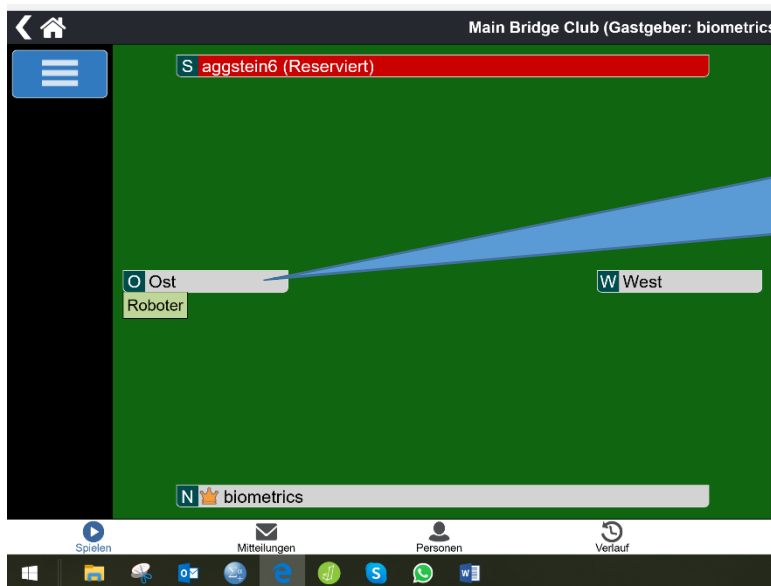 Main Bridge Club (Gastgeber: biometrics
S aggstein6 (Reserviert)
O Ost
W West
Roboter
N biometrics
Spielen
Mitteilungen
Personen
Verlauf